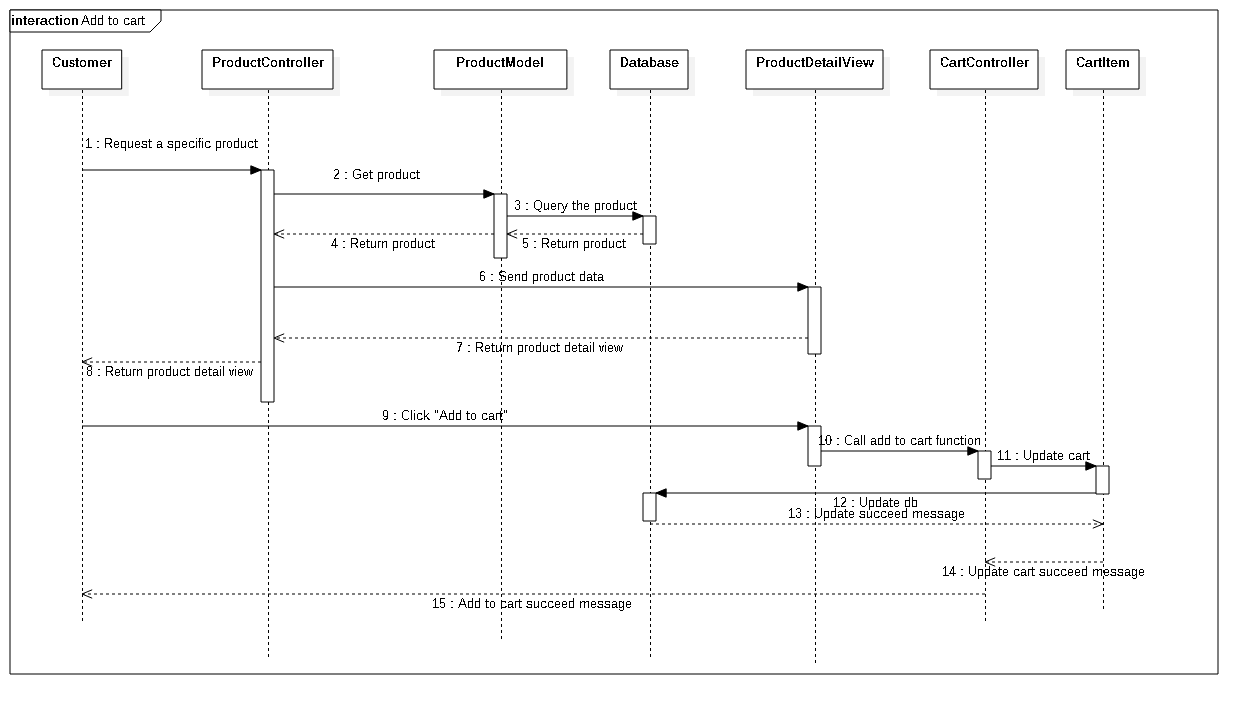 interaction Add to cart
Customer
ProductController
ProductModel
Database
ProductDetailView
CartController
CartItem
1 : Request a specific product
2 : Get product
3 : Query the product
4 : Return product
5 : Return product
6 : Send product data
7 : Return product detail view
8 : Return product detail view
9 : Click "Add to cart"
10 : Call add to cart function
11 : Update cart
12 : Update db
13 : Update succeed message
14 : Update cart succeed message
15 : Add to cart succeed message